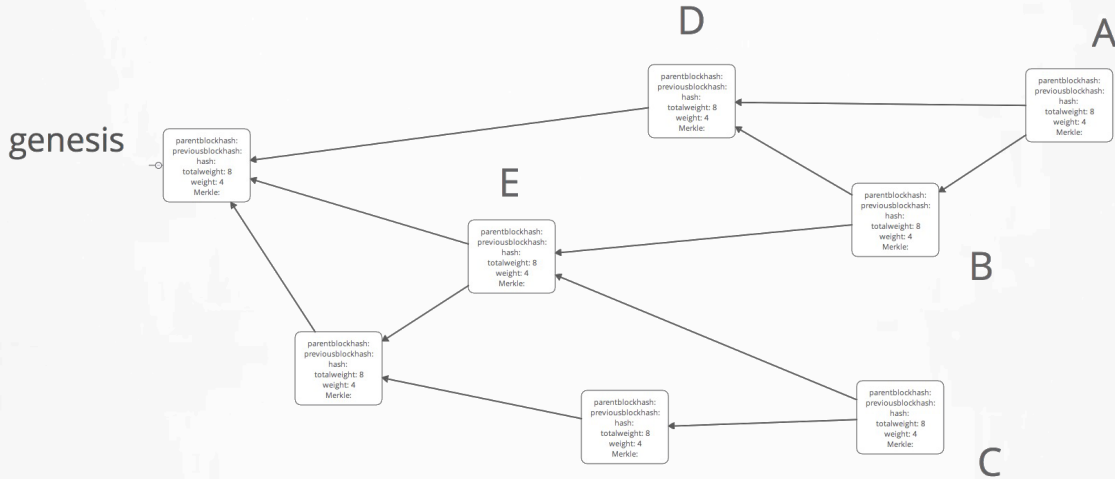 D
A
parentblockhash:
previousblockhash:
hash:
totalweight: 8
weight: 4
Merkle:
parentblockhash:
previousblockhash:
hash:
totalweight: 8
weight: 4
Merkle:
genesis
parentblockhash:
previousblockhash:
hash:
totalweight: 8
weight: 4
Merkle:
E
parentblockhash:
previousblockhash:
hash:
totalweight: 8
weight: 4
Merkle:
parentblockhash:
previousblockhash:
hash:
totalweight: 8
weight: 4
Merkle:
B
parentblockhash:
previousblockhash:
hash:
totalweight: 8
weight: 4
Merkle:
parentblockhash:
previousblockhash:
hash:
totalweight: 8
weight: 4
Merkle:
parentblockhash:
previousblockhash:
hash:
totalweight: 8
weight: 4
Merkle:
C